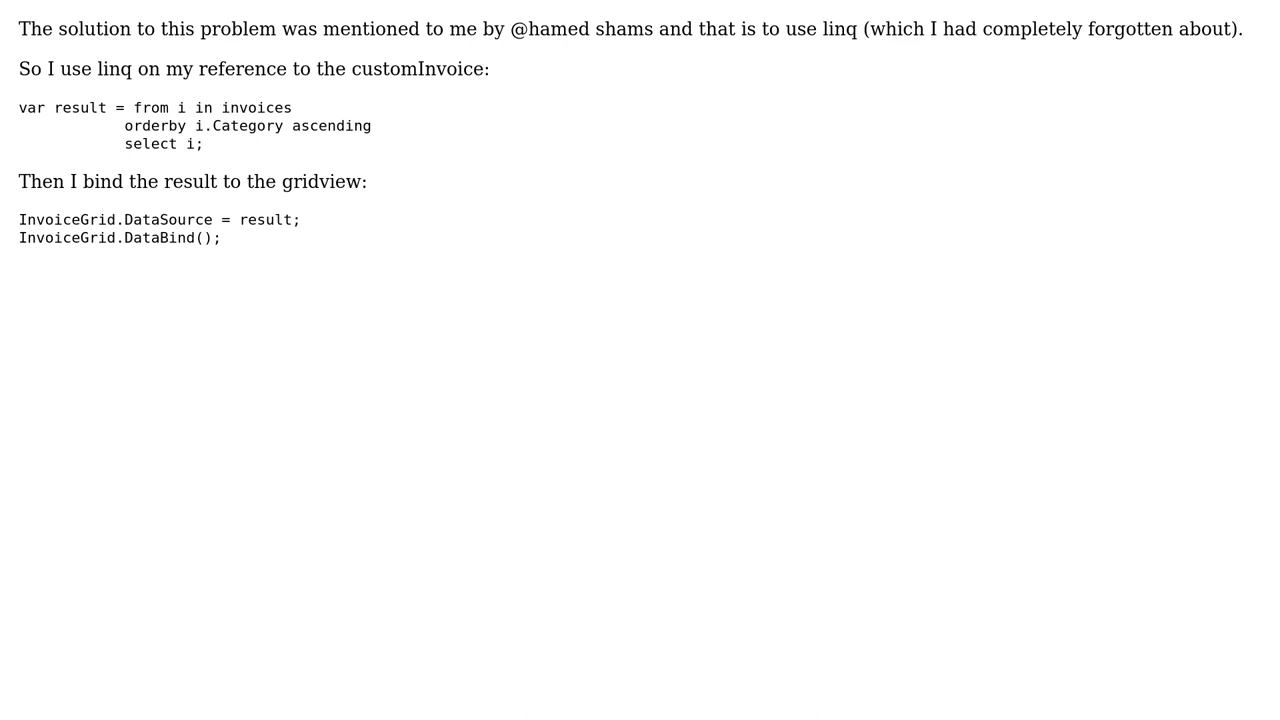 The solution to this problem was mentioned to me by @hamed shams and that is to use linq (which I had completely forgotten about).
So I use linq on my reference to the customInvoice:
var result = from i in invoices
            orderby i.Category ascending
            select i;
Then I bind the result to the gridview:
InvoiceGrid.DataSource = result;
InvoiceGrid.DataBind();